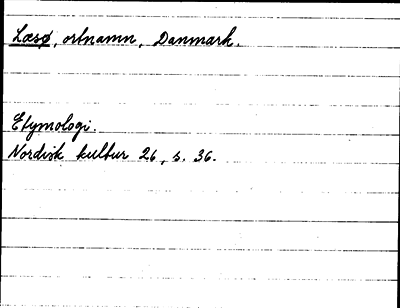 Læsø, ortnamn, Danmark.
Etymologi.
Nordisk kultur 26, s. 36.